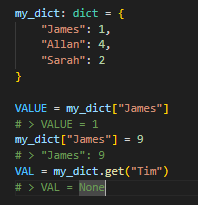 my_dict: dict = {
    "James": 1,
    "Allan": 4,
    "Sarah": 2
}

VALUE = my_dict["James"]
# > VALUE = 1
my_dict["James"] = 9
# > "James": 9
VAL = my_dict.get("Tim")
# > VAL = None